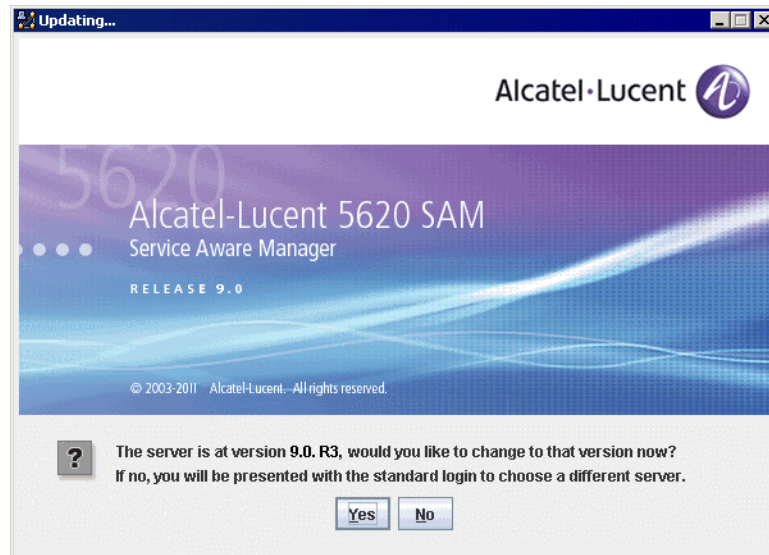 Updating...
Alcatel·Lucent
5620
Alcatel-Lucent 5620 SAM
Service Aware Manager
RELEASE 9.0
© 2003-2011 Alcatel-Lucent. All rights reserved.
?
The server is at version 9.0. R3, would you like to change to that version now?
If no, you will be presented with the standard login to choose a different server.
Yes No